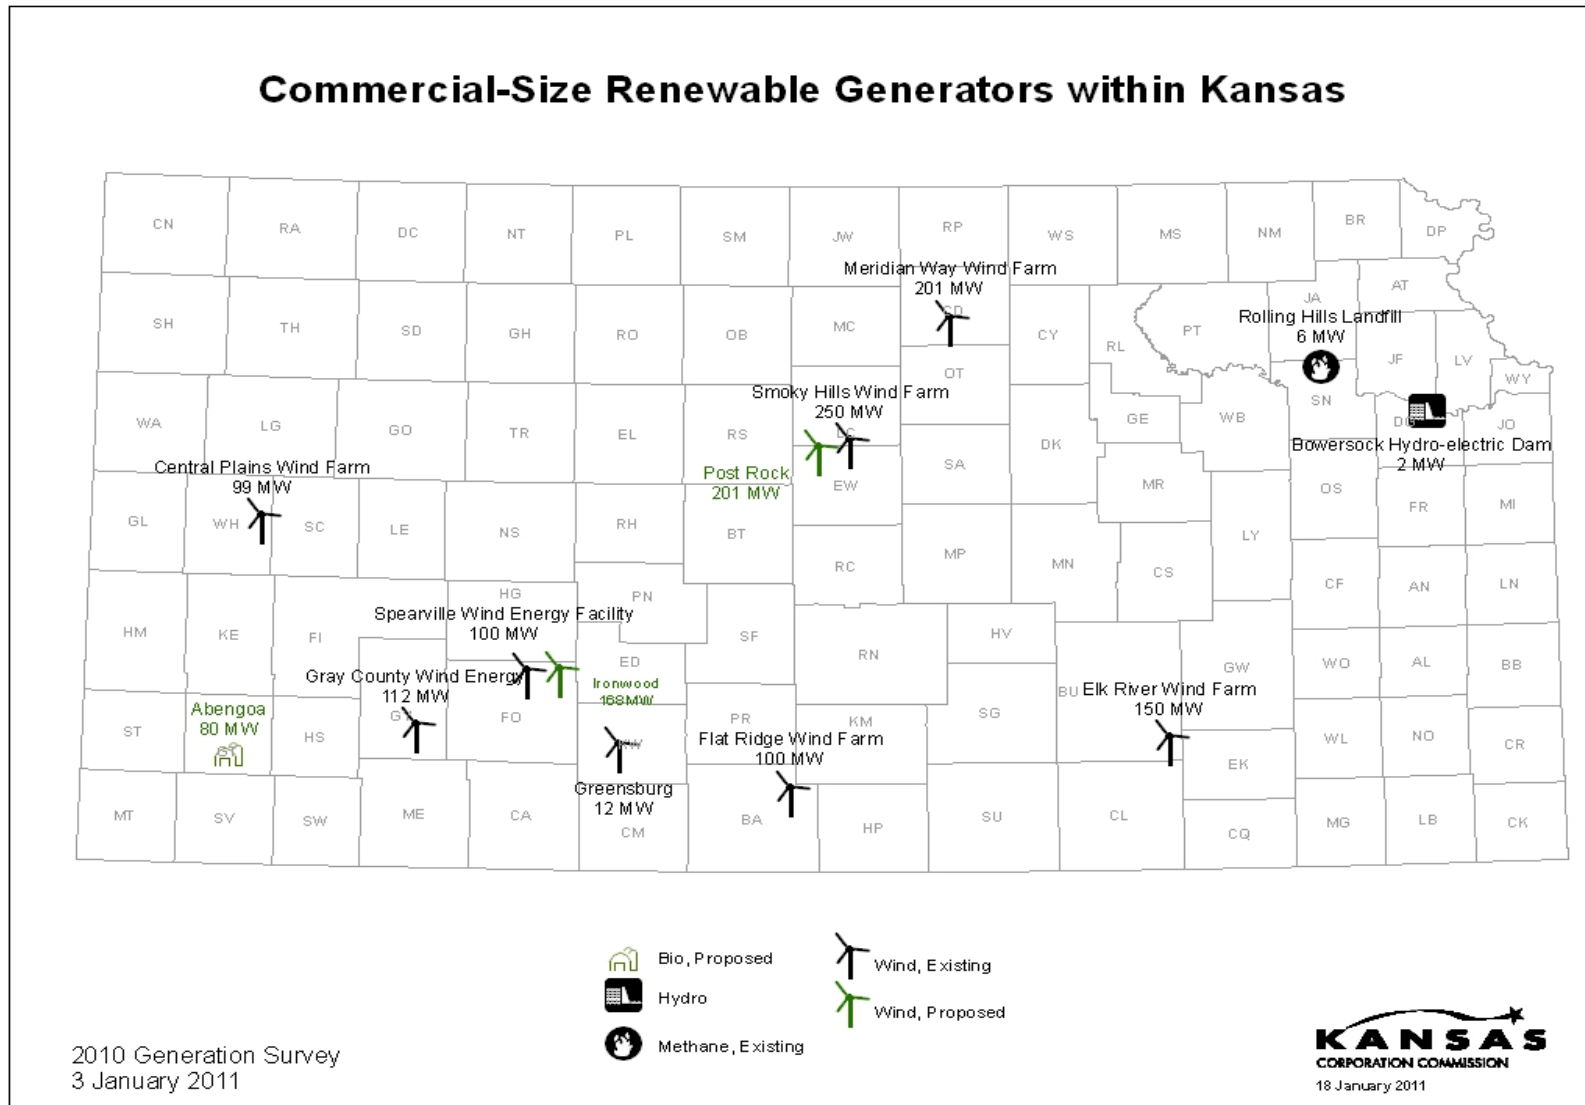 Commercial-Size Renewable Generators within Kansas
CN RA DC NT PL SM JW RP WS MS NM BR DP
Meridian Way Wind Farm
201 MW
SH TH SD GH RO OB MC CY RL PT JA AT
Rolling Hills Landfill
6 MW
JF LV WY
OT
Smoky Hills Wind Farm
250 MW
WA LG GO TR EL RS SA DK GE WB SN JO
Bowersock Hydro-electric Dam
2 MW
Central Plains Wind Farm
99 MW
Post Rock
201 MW
EW MR OS
GL WH SC LE NS RH BT LY FR MI
RC MP MN CS CF AN LN
HG PN
Spearville Wind Energy Facility
100 MW
HM KE FI SF RN HV GW WO AL BB
ED
Ironwood
168MW
Gray County Wind Energy
112 MW
BU
Elk River Wind Farm
150 MW
Abengoa
80 MW
ST HS FO PR KM SG WL NO CR
Flat Ridge Wind Farm
100 MW
EK
Greensburg
12 MW
MT SV SW ME CA CM BA HP SU CL CQ MG LB CK
Bio, Proposed
Hydro
Methane, Existing
Wind, Existing
Wind, Proposed
2010 Generation Survey
3 January 2011
KANSAS
CORPORATION COMMISSION
18 January 2011